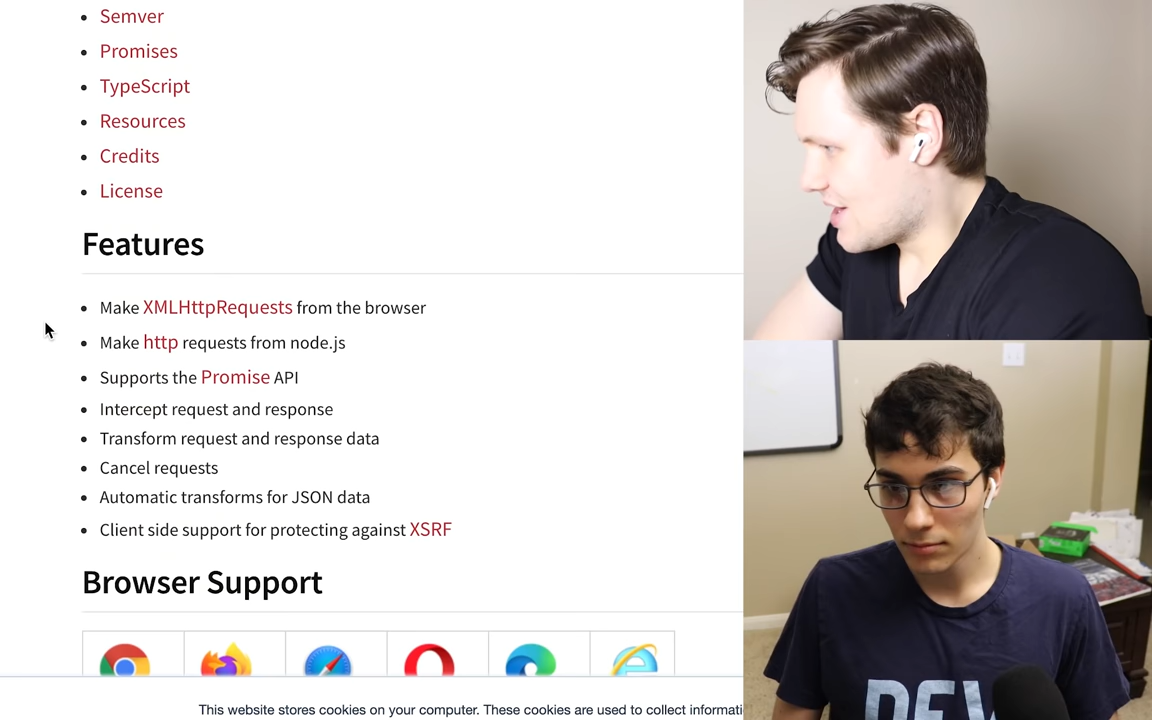 Semver
Promises
TypeScript
Resources
Credits
License
Features
Make XMLHttpRequests from the browser
Make http requests from node.js
Supports the Promise API
Intercept request and response
Transform request and response data
Cancel requests
Automatic transforms for JSON data
Client side support for protecting against XSRF
Browser Support
This website stores cookies on your computer. These cookies are used to collect informati
DEV